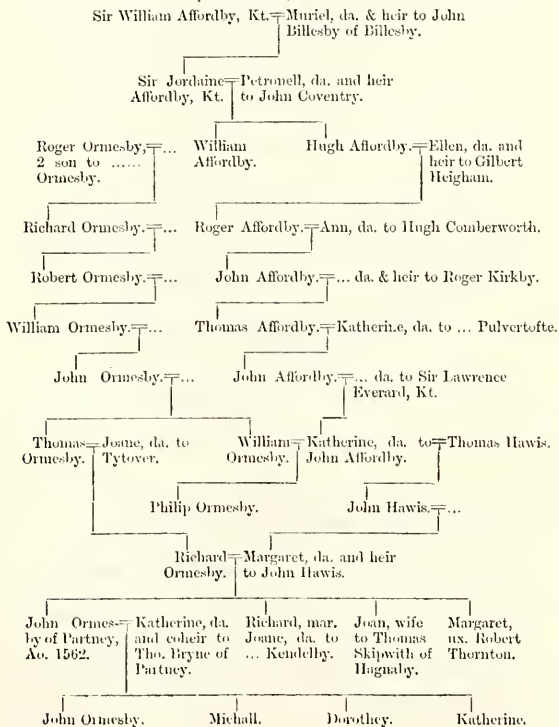 Sir William Affordby, Kt.=Muriel, da. & heir to John
Billesby of Billesby.
Sir Jordaine=Petronell, da. and heir
Affordby, Kt. to John Coventry.
Roger Ormesby,=... William Hugh Affordby.=Ellen, da. and
2 son to ...... Affordby. heir to Gilbert
Ormesby. Heigham.
Richard Ormesby.=... Roger Affordby.=Ann, da. to Hugh Comberworth.
Robert Ormesby.=... John Affordby.=... da. & heir to Roger Kirkby.
William Ormesby.=... Thomas Affordby.=Katherine, da. to ... Pulvertofte.
John Ormesby.=... John Affordby.=... da. to Sir Lawrence
Everard, Kt.
Thomas=Joane, da. to William=Katherine, da. to=Thomas Hawis.
Ormesby. Tytover. Ormesby. John Affordby.
Philip Ormesby. John Hawis.=...
Richard=Margaret, da. and heir
Ormesby. to John Hawis.
John Ormes-=Katherine, da. Richard, mar. Joan, wife Margaret,
by of Partney, and coheir to Joane, da. to to Thomas ux. Robert
Ao. 1562. Tho. Bryne of ... Kendelby. Skipwith of Thornton.
Partney. Hagnaby.
John Ormesby. Michall. Dorothey. Katherine.